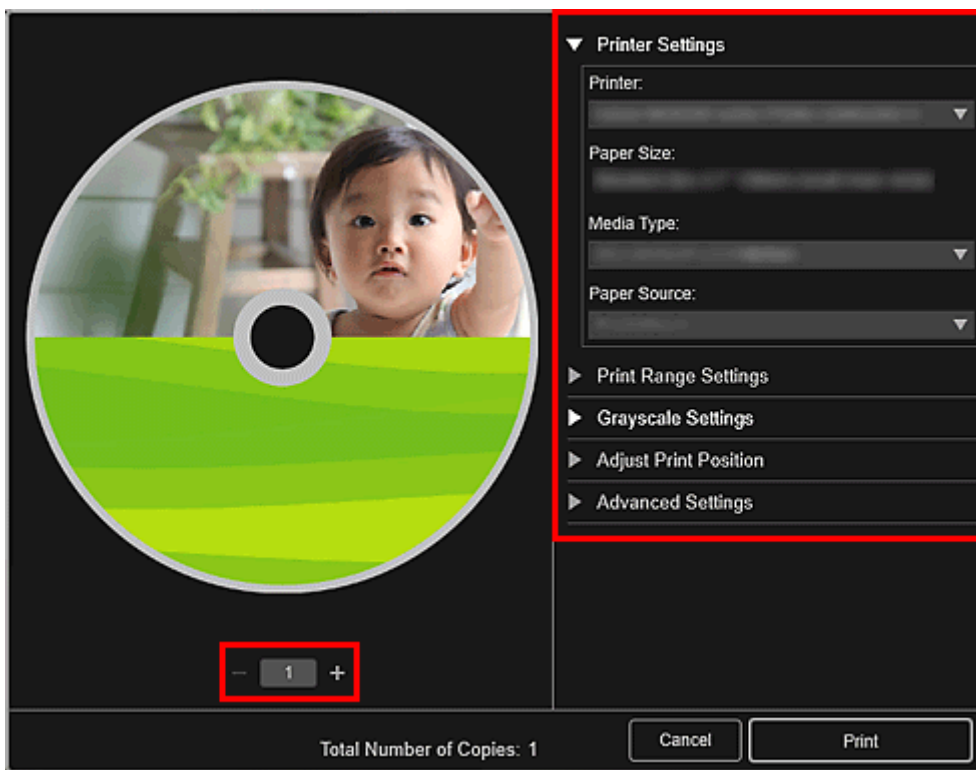 Printer Settings
Printer:
Paper Size:
Media Type:
Paper Source:
Print Range Settings
Grayscale Settings
Adjust Print Position
Advanced Settings
− 1 +
Total Number of Copies: 1
Cancel
Print